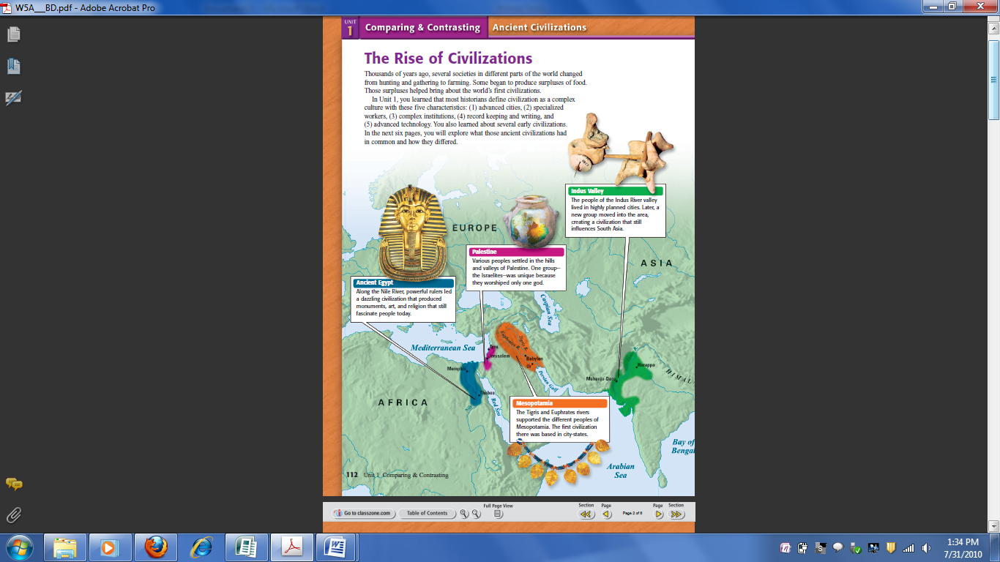 W5A___BD.pdf - Adobe Acrobat Pro
UNIT
1
Comparing & Contrasting
Ancient Civilizations
The Rise of Civilizations
Thousands of years ago, several societies in different parts of the world changed
from hunting and gathering to farming. Some began to produce surpluses of food.
Those surpluses helped bring about the world's first civilizations.
In Unit 1, you learned that most historians define civilization as a complex
culture with these five characteristics: (1) advanced cities, (2) specialized
workers, (3) complex institutions, (4) record keeping and writing, and
(5) advanced technology. You also learned about several early civilizations.
In the next six pages, you will explore what those ancient civilizations had
in common and how they differed.
Indus Valley
The people of the Indus River valley
lived in highly planned cities. Later, a
new group moved into the area,
creating a civilization that still
influences South Asia.
EUROPE
Palestine
Various peoples settled in the hills
and valleys of Palestine. One group—
the Israelites—was unique because
they worshiped only one god.
ASIA
Ancient Egypt
Along the Nile River, powerful rulers led
a dazzling civilization that produced
monuments, art, and religion that still
fascinate people today.
Caspian Sea
Mediterranean Sea
Tigris R.
Euphrates R.
Tyre
Jerusalem
Babylon
Ur
Memphis
Persian Gulf
Harappa
Mohenjo-Daro
HIMAL
Thebes
AFRICA
Nile
Red Sea
Mesopotamia
The Tigris and Euphrates rivers
supported the different peoples of
Mesopotamia. The first civilization
there was based in city-states.
Bay of
Bengal
Arabian
Sea
112 Unit 1 Comparing & Contrasting
Go to classzone.com
Table of Contents
Full Page View
Section
Page
Page 2 of 8
Page
Section
1:34 PM
7/31/2010